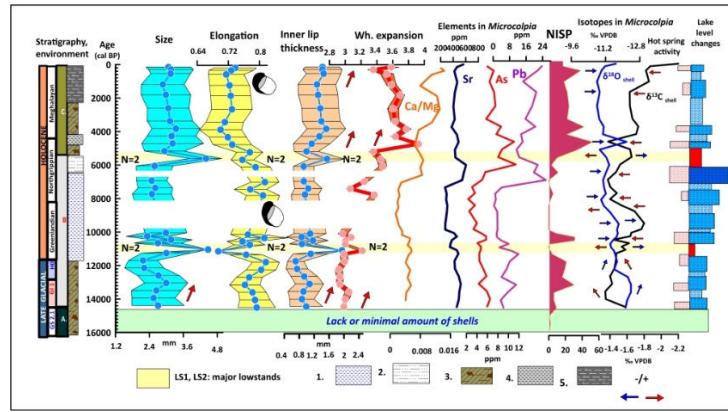 Size
Elongation
Inner lip
thickness
Wh. expansion
Elements in Microcolpia
ppm
ppm
200 400 600 800
0 8 16 24
NISP
Isotopes in Microcolpia
‰ VPDB
-11.2 -12.8
-9.6
Hot spring
activity
Lake
level
changes
Stratigraphy,
environment
Age
(cal BP)
0.64 0.72 0.8
2 3
3 3.4 3.6 4
0
2000
4000
6000
8000
10000
12000
14000
16000
HOLOCENE
Meghalayan
Northgrippian
Greenlandian
LATE GLACIAL
C.
B.
A.
N=2
N=2
N=2
N=2
N=2
N=2
N=2
Ca/Mg
Sr
As
Pb
δ18O shell
δ13C shell
Lack or minimal amount of shells
1.2 2.4 3.6 4.8
mm
0.4 0.8 1.2 1.6 2 2.4
mm
0 0.008 0.016
0 2 4 6 8 10 12
ppm
0 20 40 60
-1.4 -1.6 -1.8 -2 -2.2
‰ VPDB
LS1, LS2: major lowstands
1.
2.
3.
4.
5.
-/+